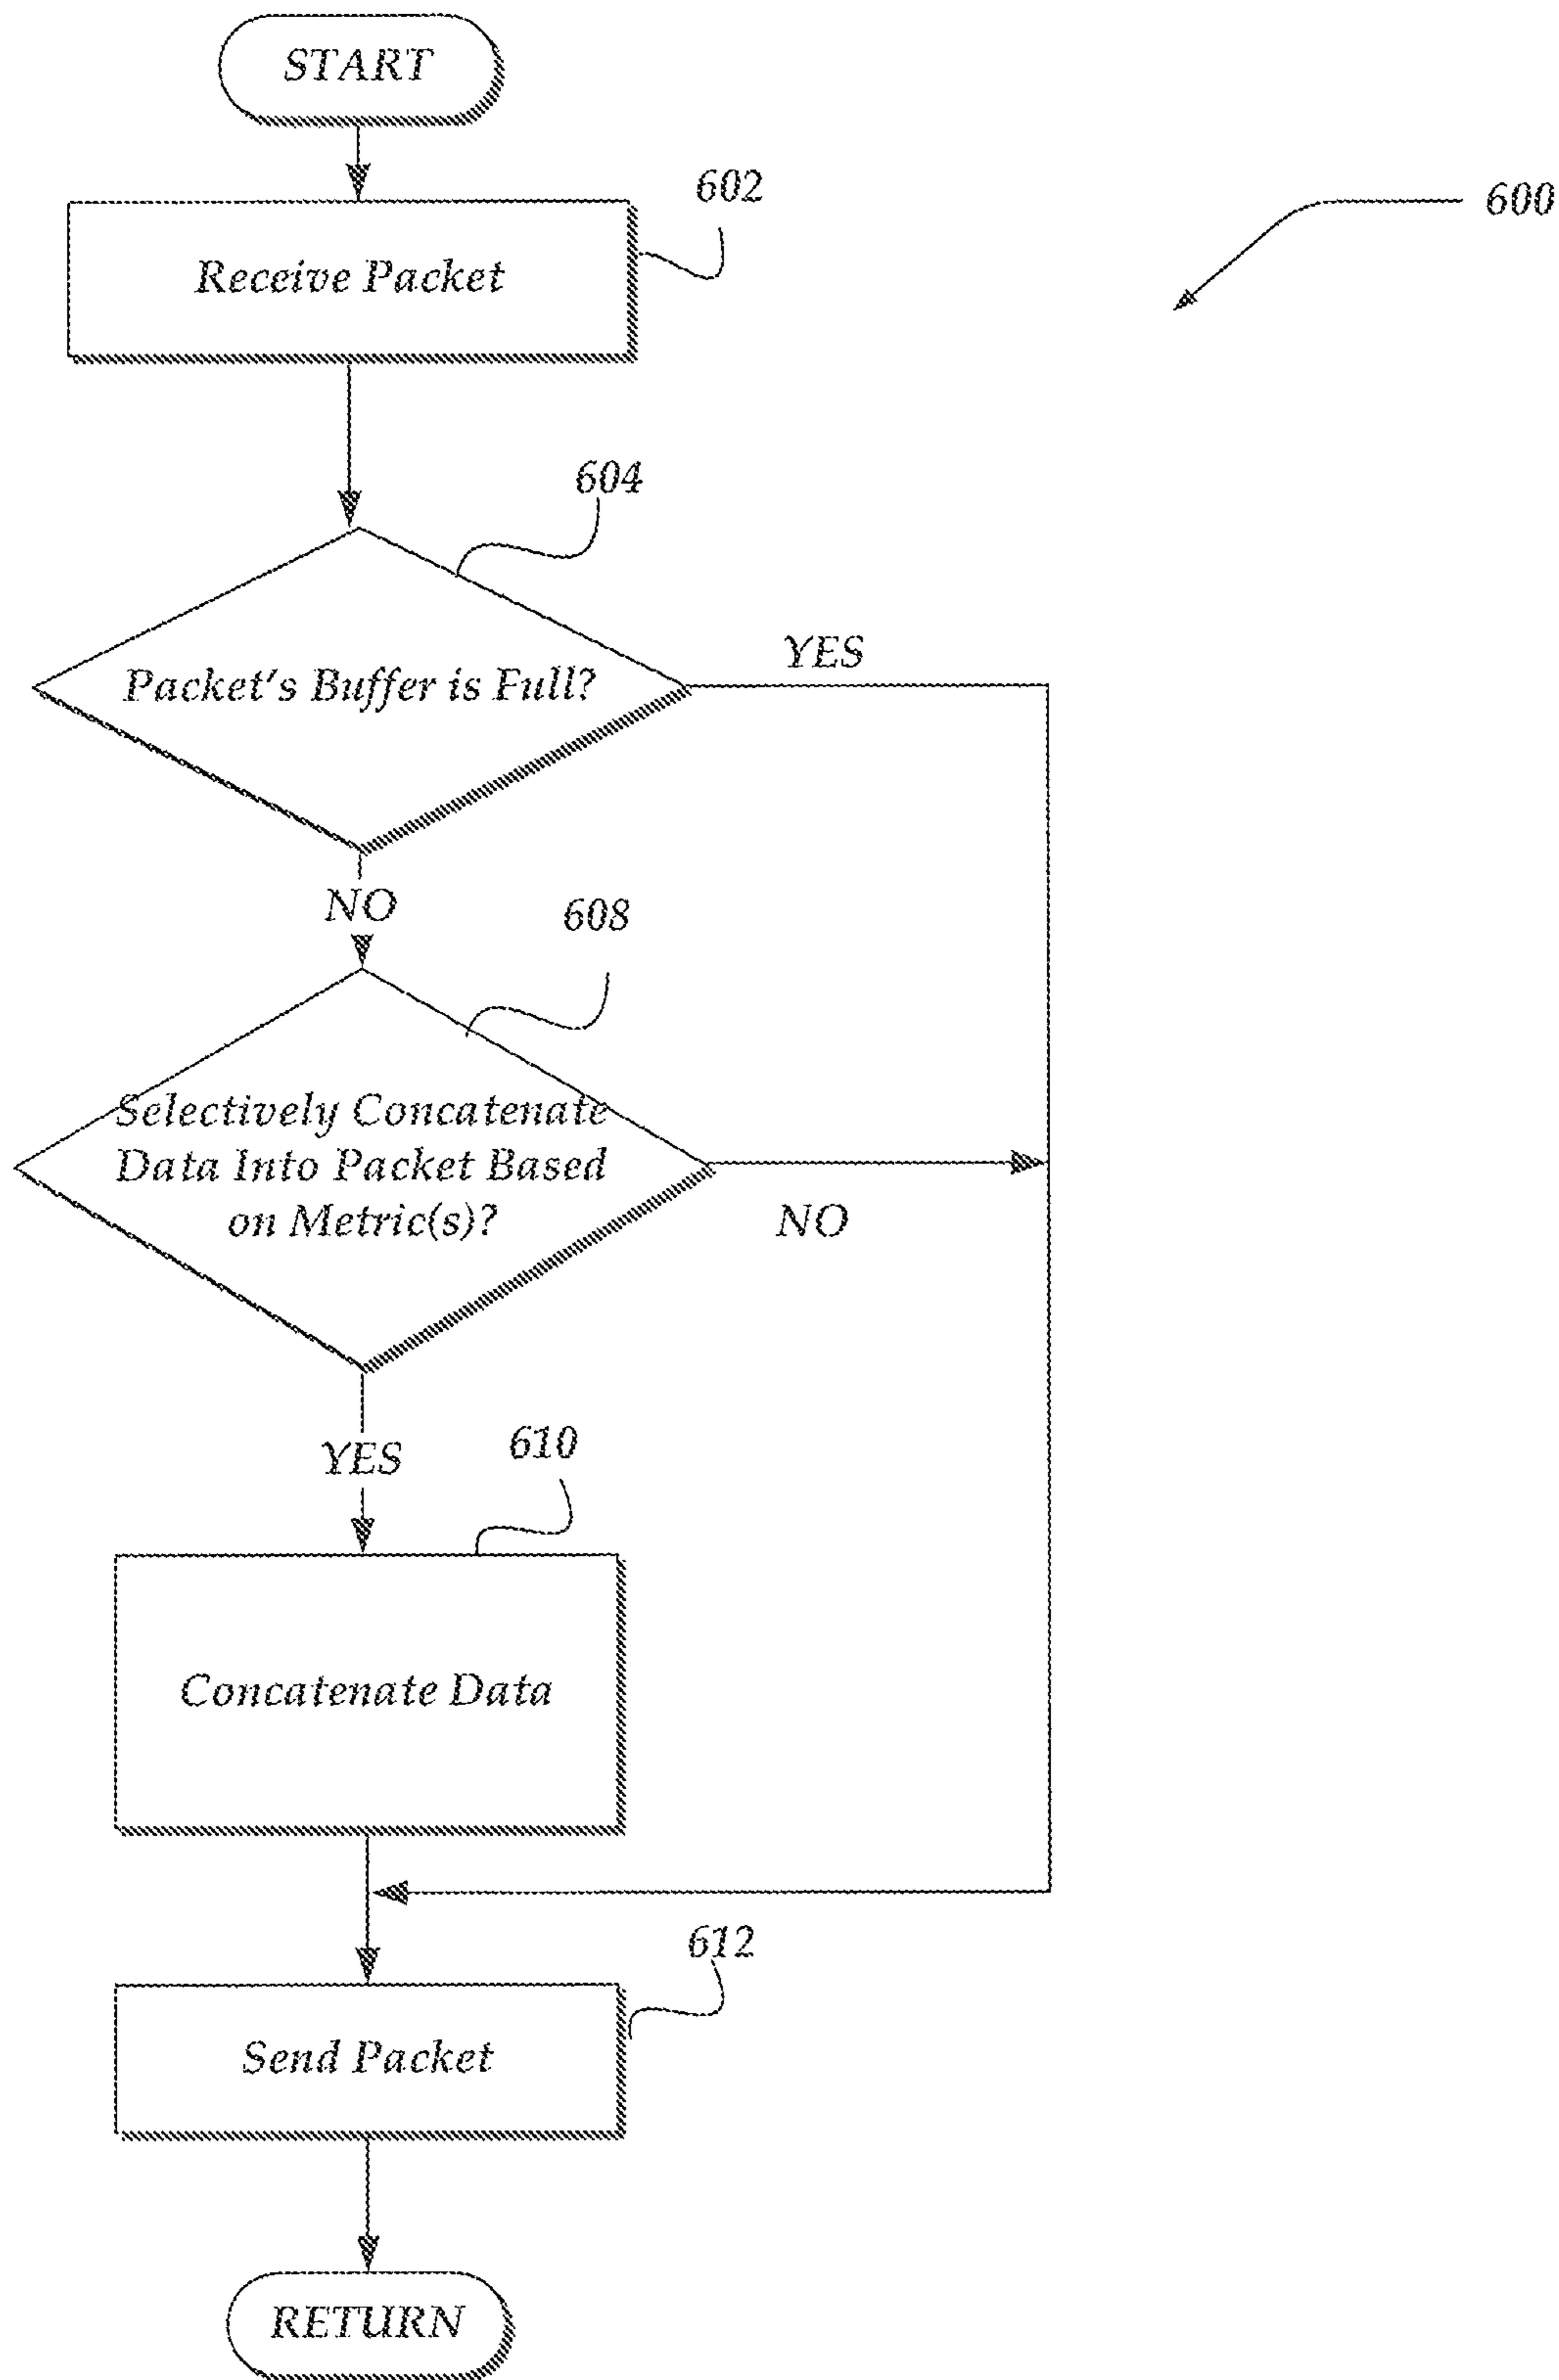 START
602
600
Receive Packet
604
YES
Packet's Buffer is Full?
NO
608
Selectively Concatenate
Data Into Packet Based
on Metric(s)?
NO
YES
610
Concatenate Data
612
Send Packet
RETURN